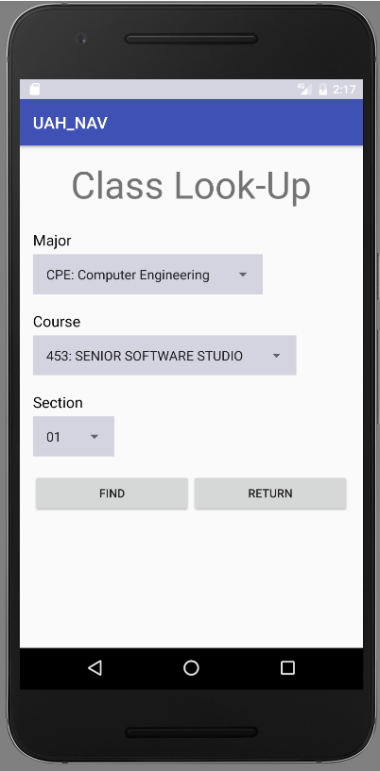 2:17
UAH_NAV
Class Look-Up
Major
CPE: Computer Engineering
Course
453: SENIOR SOFTWARE STUDIO
Section
01
FIND RETURN